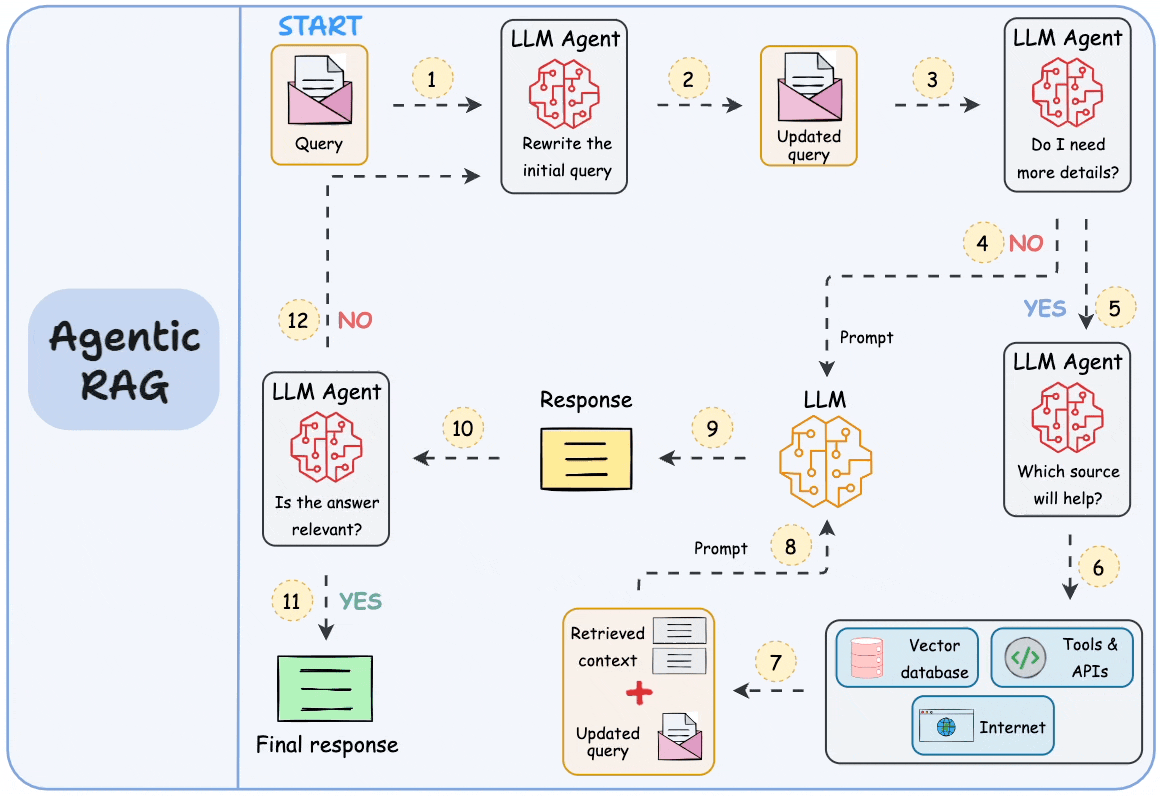 START
Query
1
LLM Agent
Rewrite the
initial query
2
Updated
query
3
LLM Agent
Do I need
more details?
4
NO
YES
5
Prompt
12
NO
Agentic
RAG
LLM Agent
Is the answer
relevant?
10
Response
9
LLM
LLM Agent
Which source
will help?
Prompt
8
6
11
YES
Final response
Retrieved
context
Updated
query
7
Vector
database
Tools &
APIs
Internet